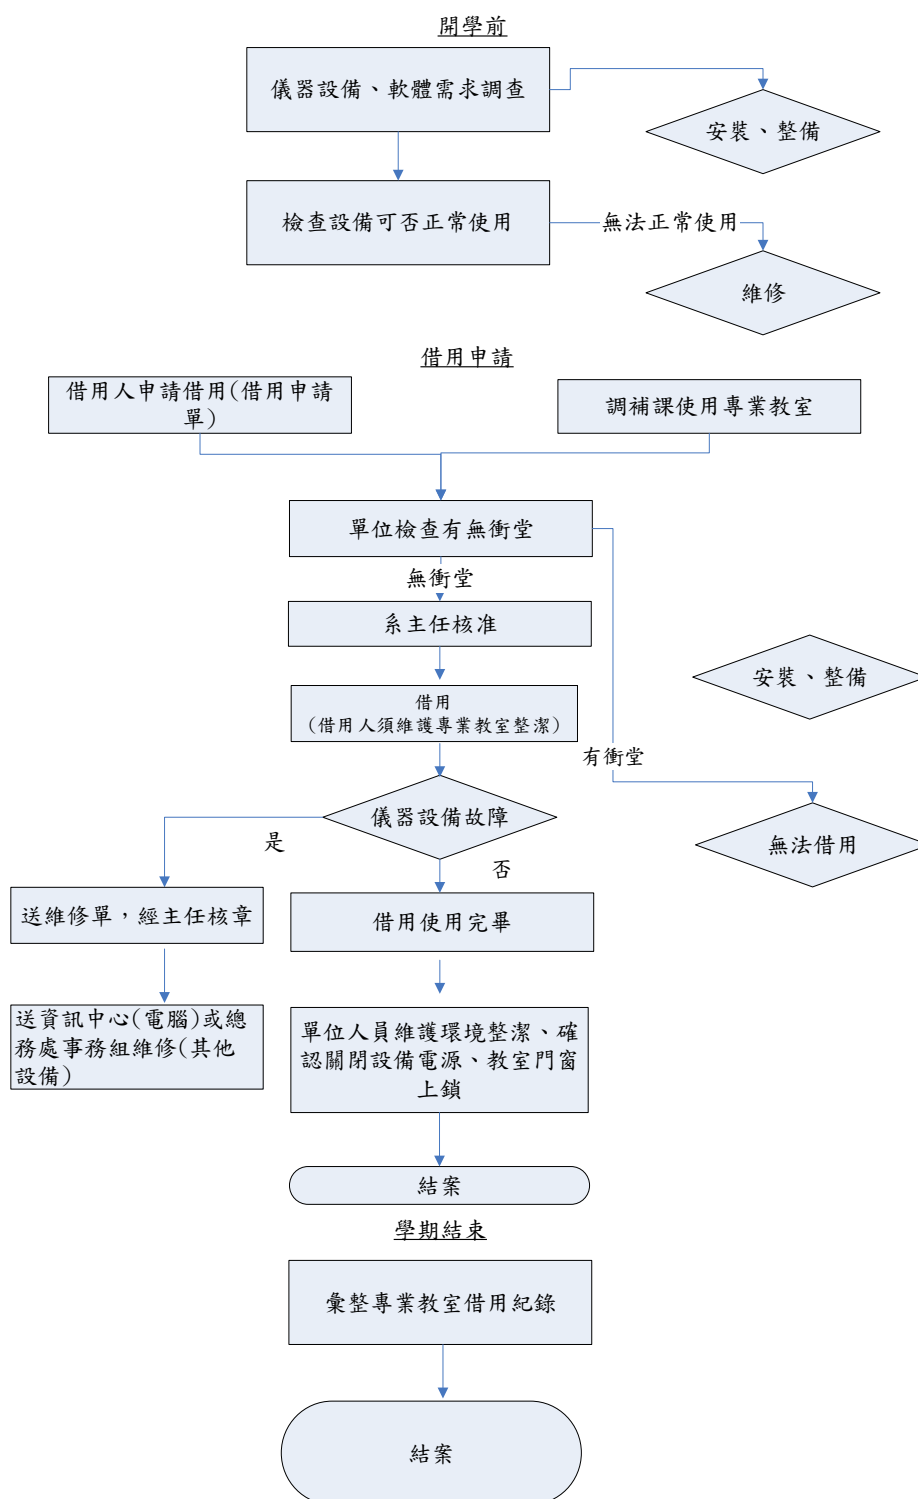 開學前
儀器設備、軟體需求調查
安裝、整備
檢查設備可否正常使用
無法正常使用
維修
借用申請
借用人申請借用(借用申請
單)
調補課使用專業教室
單位檢查有無衝堂
無衝堂
系主任核准
安裝、整備
借用
(借用人須維護專業教室整潔)
有衝堂
儀器設備故障
是
無法借用
否
送維修單，經主任核章
借用使用完畢
送資訊中心(電腦)或總
務處事務組維修(其他
設備)
單位人員維護環境整潔、確
認關閉設備電源、教室門窗
上鎖
結案
學期結束
彙整專業教室借用紀錄
結案